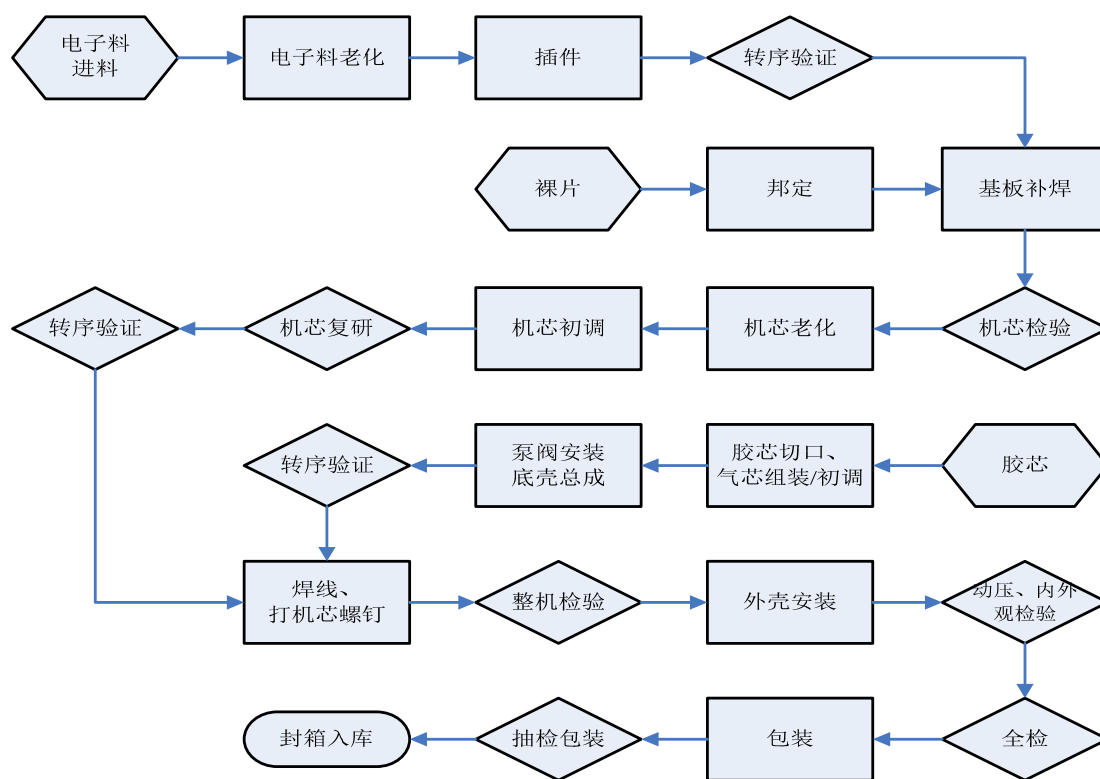 电子料
进料
电子料老化
插件
转序验证
裸片
邦定
基板补焊
转序验证
机芯复研
机芯初调
机芯老化
机芯检验
转序验证
泵阀安装
底壳总成
胶芯切口、
气芯组装/初调
胶芯
焊线、
打机芯螺钉
整机检验
外壳安装
动压、内外
观检验
封箱入库
抽检包装
包装
全检